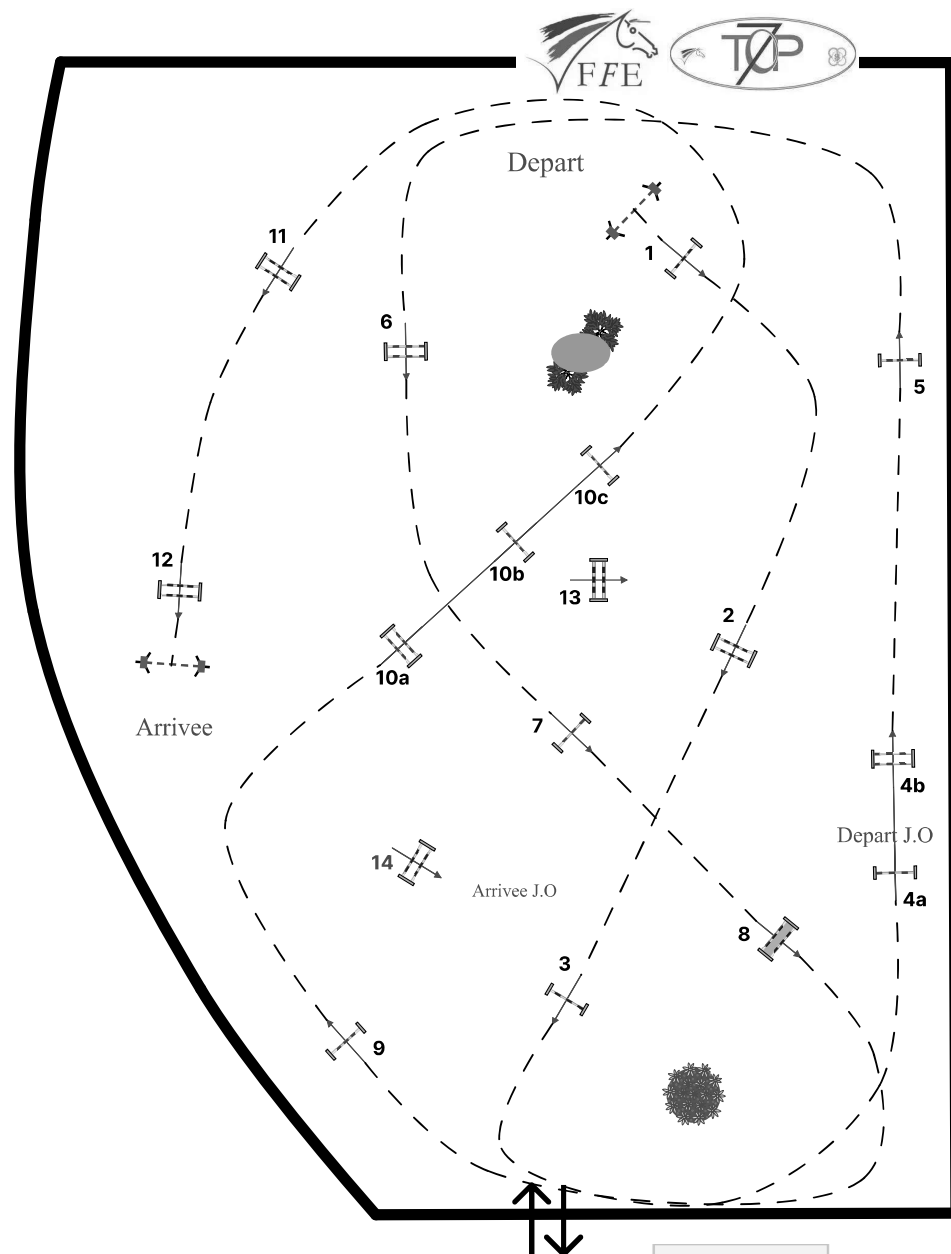 FFE
TOP 7
Depart
11
1
6
5
10c
10b
12
13
2
10a
Arrivee
7
4b
Depart J.O
14
Arrivee J.O
4a
8
3
9